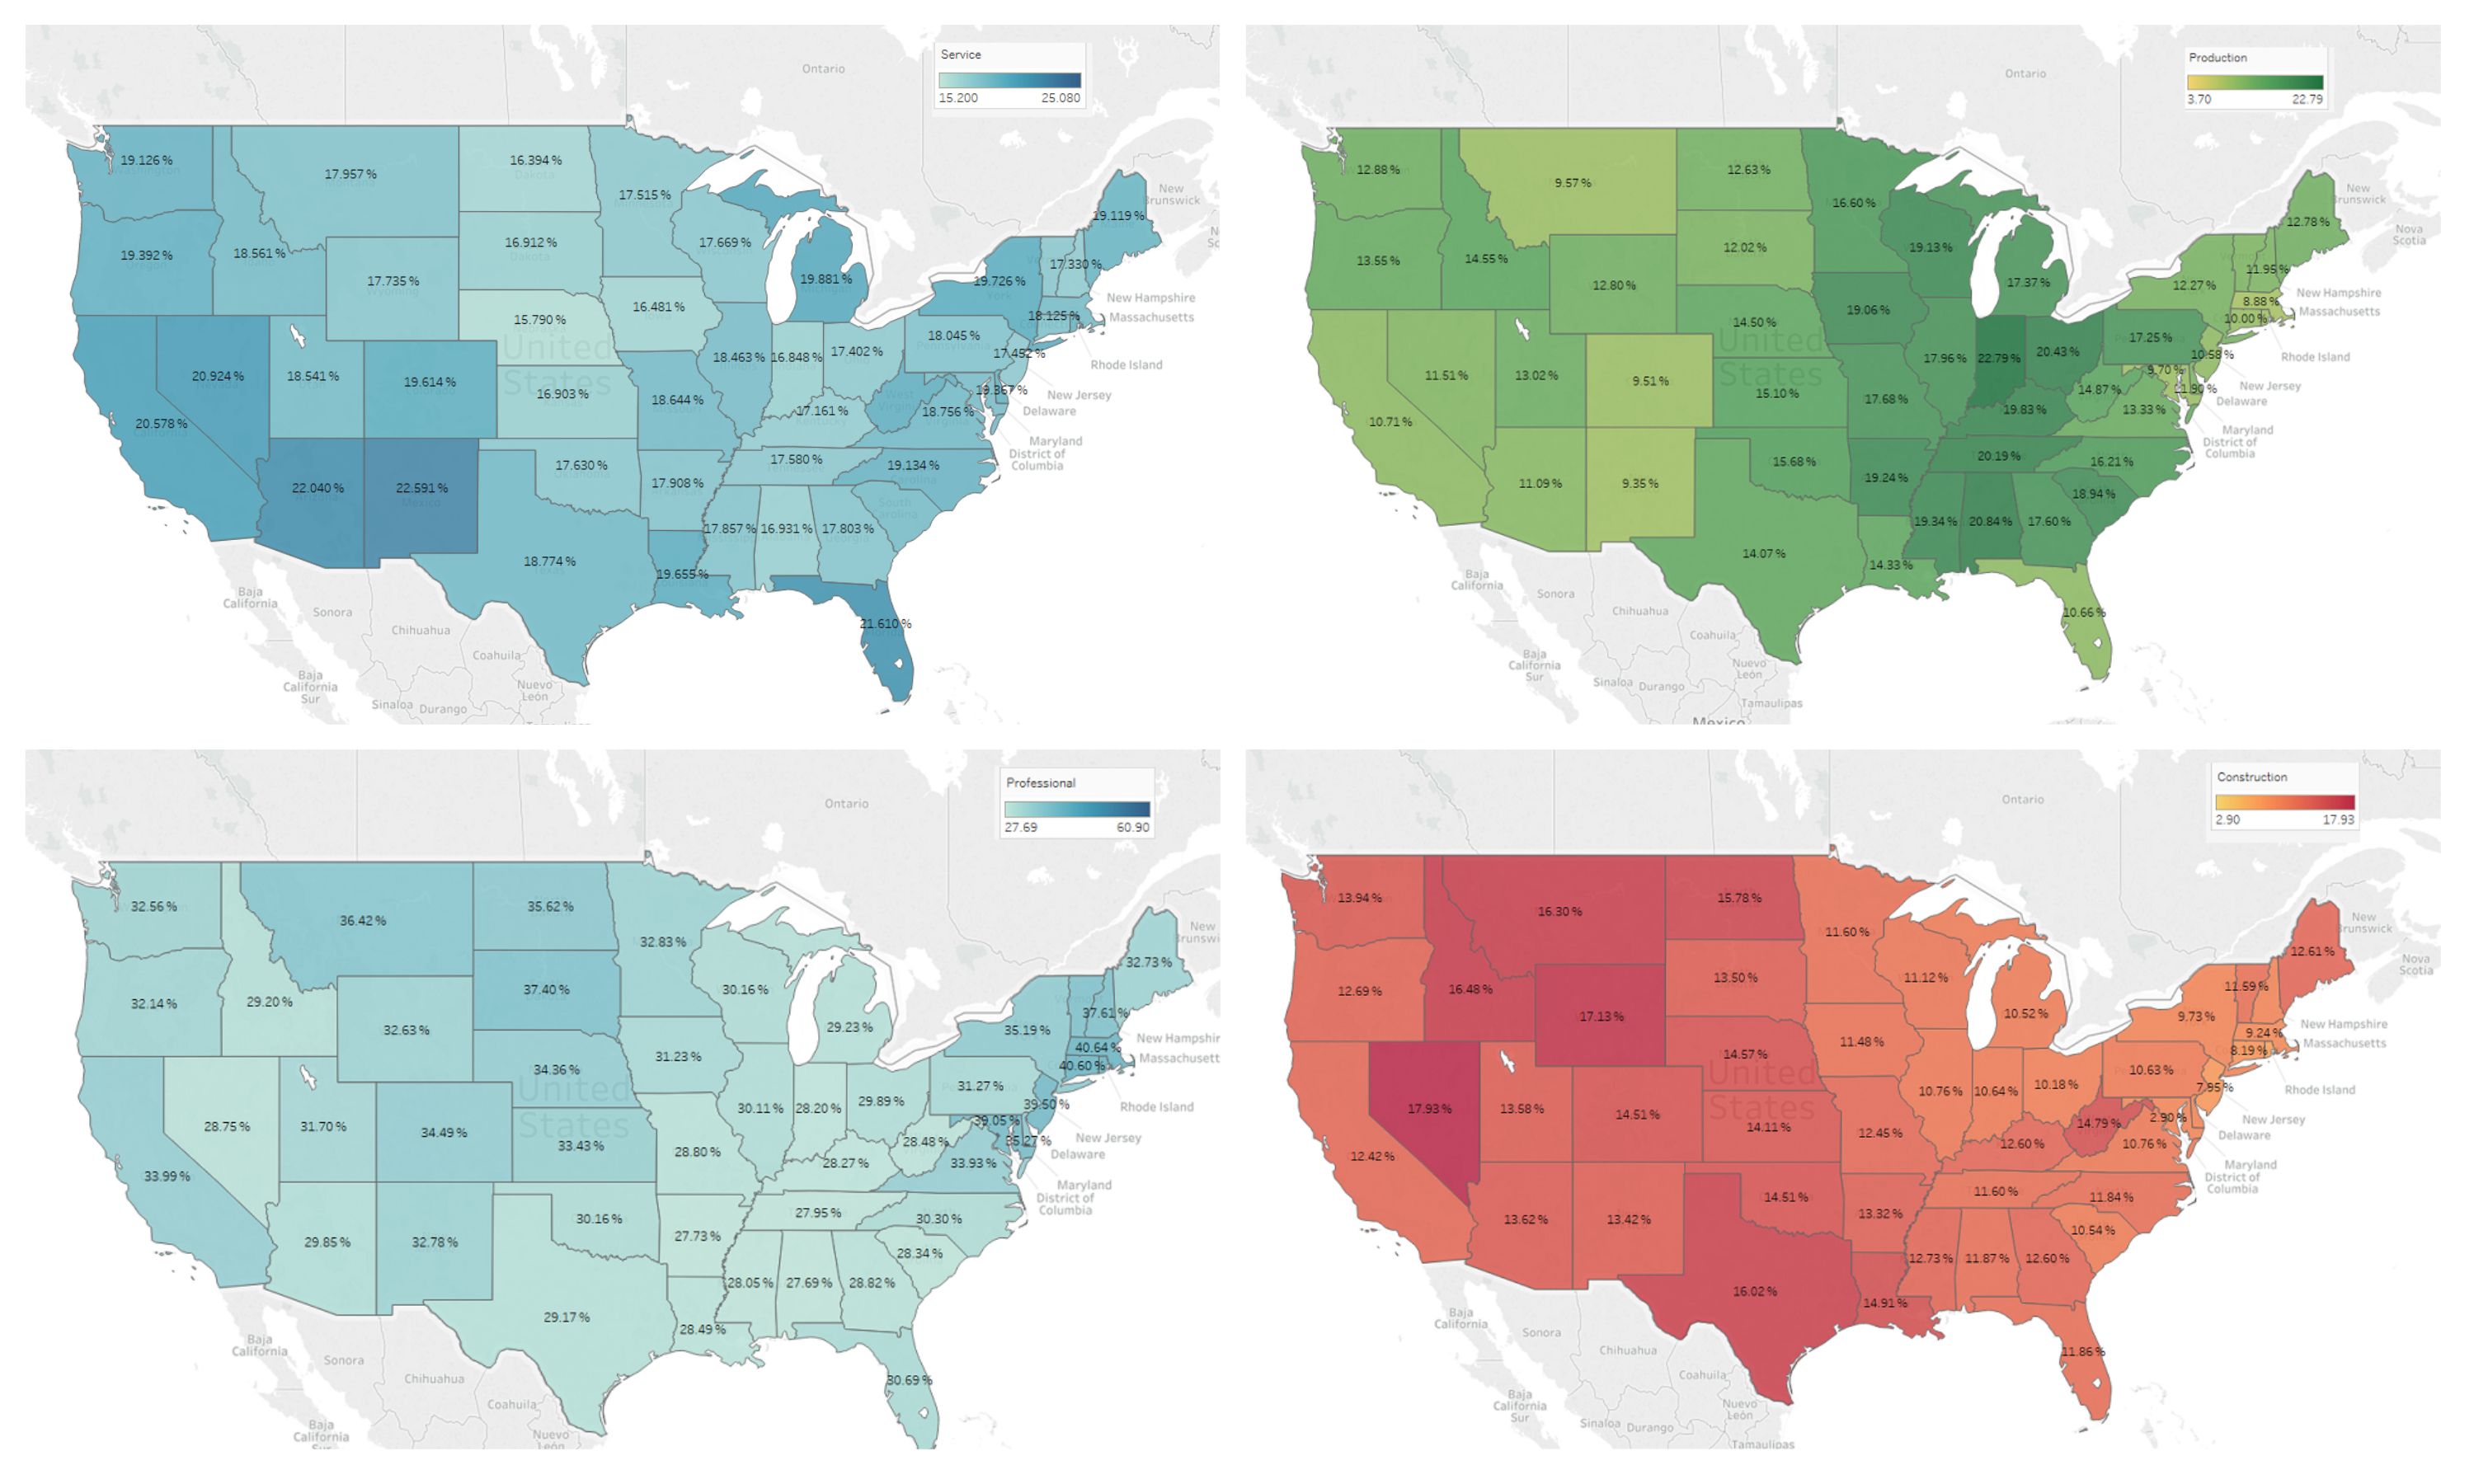 Service
15.200 25.080
Ontario
19.126 %
17.957 %
16.394 %
17.515 %
New
Brunswick
19.119 %
19.392 %
18.561 %
16.912 %
17.669 %
17.735 %
19.881 %
19.726 %
17.330 %
New Hampshire
Massachusetts
15.790 %
16.481 %
18.125 %
United
States
18.045 %
17.452 %
Rhode Island
20.924 %
18.541 %
19.614 %
18.463 %
16.848 %
17.402 %
16.903 %
18.644 %
19.367 %
New Jersey
Delaware
20.578 %
17.161 %
West
Virginia
18.756 %
Maryland
District of
Columbia
17.630 %
17.580 %
19.134 %
22.040 %
22.591 %
17.908 %
South
Carolina
17.857 %
16.931 %
17.803 %
18.774 %
19.655 %
21.610 %
Baja
California
Sonora
Chihuahua
Coahuila
Baja
California
Sur
Nuevo
León
Sinaloa
Durango
Production
3.70 22.79
Ontario
12.88 %
9.57 %
12.63 %
16.60 %
12.78 %
New
Brunswick
Nova
Scotia
13.55 %
14.55 %
12.02 %
19.13 %
12.80 %
17.37 %
12.27 %
11.95 %
New Hampshire
8.88 %
Massachusetts
14.50 %
19.06 %
10.00 %
United
States
17.25 %
10.58 %
Rhode Island
11.51 %
13.02 %
9.51 %
17.96 %
22.79 %
20.43 %
9.70 %
15.10 %
17.68 %
14.87 %
11.90 %
New Jersey
Delaware
10.71 %
19.83 %
13.33 %
Maryland
District of
Columbia
15.68 %
20.19 %
16.21 %
11.09 %
9.35 %
19.24 %
18.94 %
19.34 %
20.84 %
17.60 %
14.07 %
14.33 %
10.66 %
Baja
California
Sonora
Chihuahua
Coahuila
Baja
California
Sur
Nuevo
León
Sinaloa
Durango
Tamaulipas
Mexico
Professional
27.69 60.90
Ontario
32.56 %
36.42 %
35.62 %
32.83 %
New
32.73 %
32.14 %
29.20 %
37.40 %
30.16 %
32.63 %
29.23 %
35.19 %
37.61 %
New Hampshir
31.23 %
40.64 %
Massachusett
34.36 %
40.60 %
United
States
31.27 %
39.50 %
Rhode Island
28.75 %
31.70 %
34.49 %
30.11 %
28.20 %
29.89 %
39.05 %
33.43 %
28.80 %
28.48 %
35.27 %
New Jersey
Delaware
33.99 %
28.27 %
33.93 %
Maryland
District of
Columbia
30.16 %
27.95 %
30.30 %
29.85 %
32.78 %
27.73 %
28.34 %
28.05 %
27.69 %
28.82 %
29.17 %
28.49 %
30.69 %
Baja
California
Sonora
Chihuahua
Coahuila
Baja
California
Nuevo
León
Construction
2.90 17.93
Ontario
13.94 %
16.30 %
15.78 %
11.60 %
New
Brunswick
12.61 %
Nova
Scotia
12.69 %
16.48 %
13.50 %
11.12 %
17.13 %
10.52 %
9.73 %
11.59 %
New Hampshire
9.24 %
Massachusetts
14.57 %
11.48 %
8.19 %
United
States
10.63 %
7.95 %
Rhode Island
17.93 %
13.58 %
14.51 %
10.76 %
10.64 %
10.18 %
14.11 %
12.45 %
14.79 %
2.90 %
New Jersey
Delaware
12.42 %
12.60 %
10.76 %
Maryland
District of
Columbia
14.51 %
11.60 %
11.84 %
13.62 %
13.42 %
13.32 %
10.54 %
12.73 %
11.87 %
12.60 %
16.02 %
14.91 %
11.86 %
Baja
California
Sonora
Chihuahua
Coahuila
Baja
California
Sur
Nuevo
León
Sinaloa
Durango
Tamaulipas